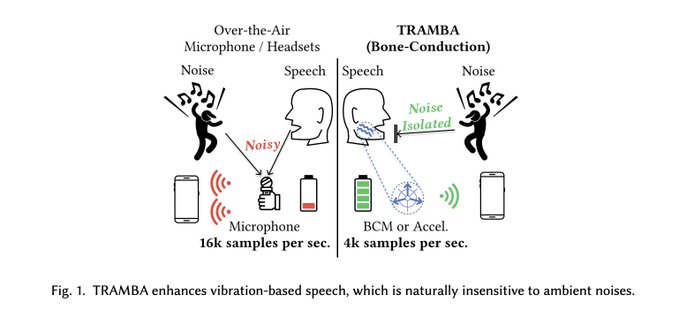 Over-the-Air
Microphone / Headsets
TRAMBA
(Bone-Conduction)
Noise
Speech
Speech
Noise
Noisy
Noise
Isolated
Microphone
16k samples per sec.
BCM or Accel.
4k samples per sec.
Fig. 1. TRAMBA enhances vibration-based speech, which is naturally insensitive to ambient noises.